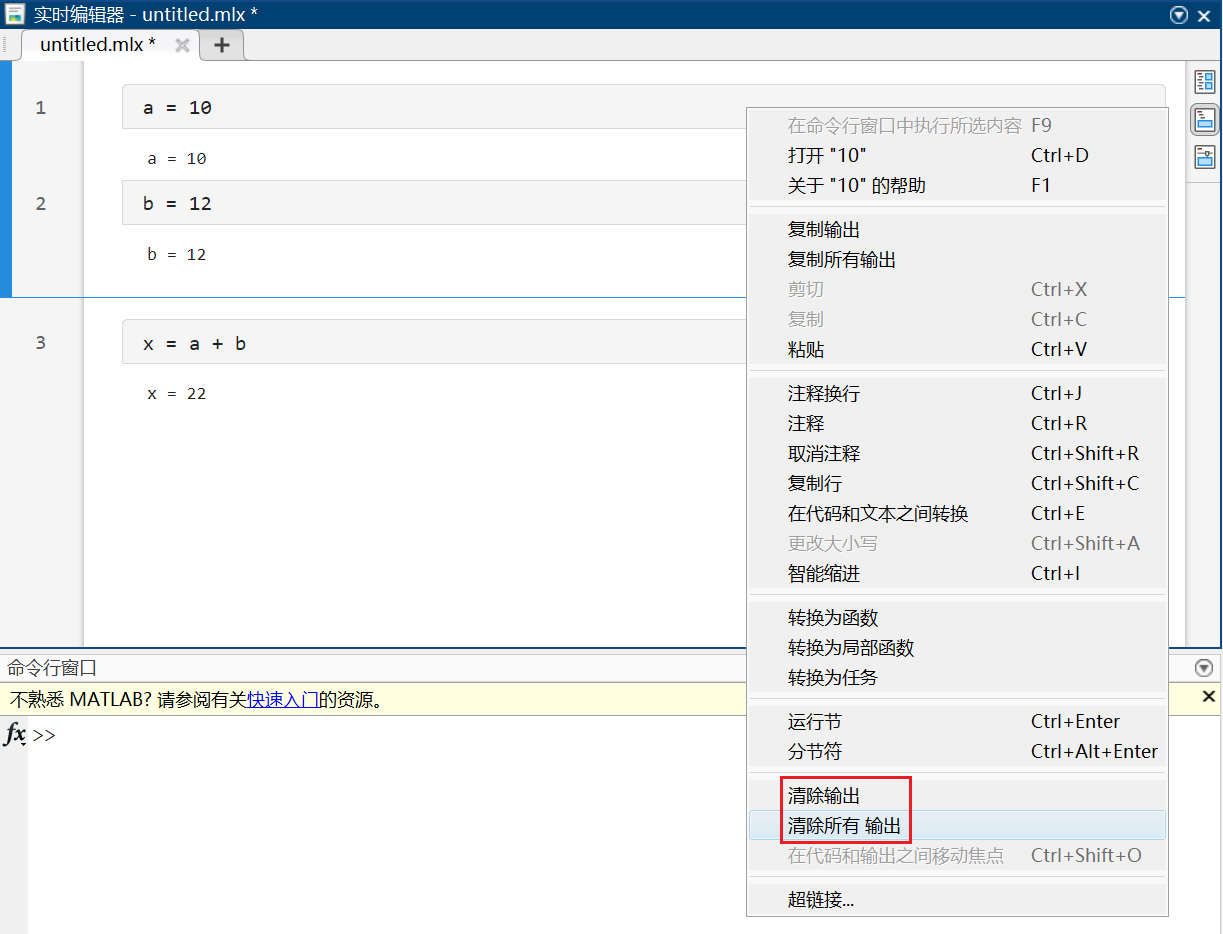 实时编辑器 - untitled.mlx *
untitled.mlx *
1
a = 10
a = 10
2
b = 12
b = 12
3
x = a + b
x = 22
在命令行窗口中执行所选内容 F9
打开 "10" Ctrl+D
关于 "10" 的帮助 F1
复制输出
复制所有输出
剪切 Ctrl+X
复制 Ctrl+C
粘贴 Ctrl+V
注释换行 Ctrl+J
注释 Ctrl+R
取消注释 Ctrl+Shift+R
复制行 Ctrl+Shift+C
在代码和文本之间转换 Ctrl+E
更改大小写 Ctrl+Shift+A
智能缩进 Ctrl+I
转换为函数
转换为局部函数
转换为任务
运行节 Ctrl+Enter
分节符 Ctrl+Alt+Enter
清除输出
清除所有 输出
在代码和输出之间移动焦点 Ctrl+Shift+O
超链接...
命令行窗口
不熟悉 MATLAB? 请参阅有关快速入门的资源。
fx >>